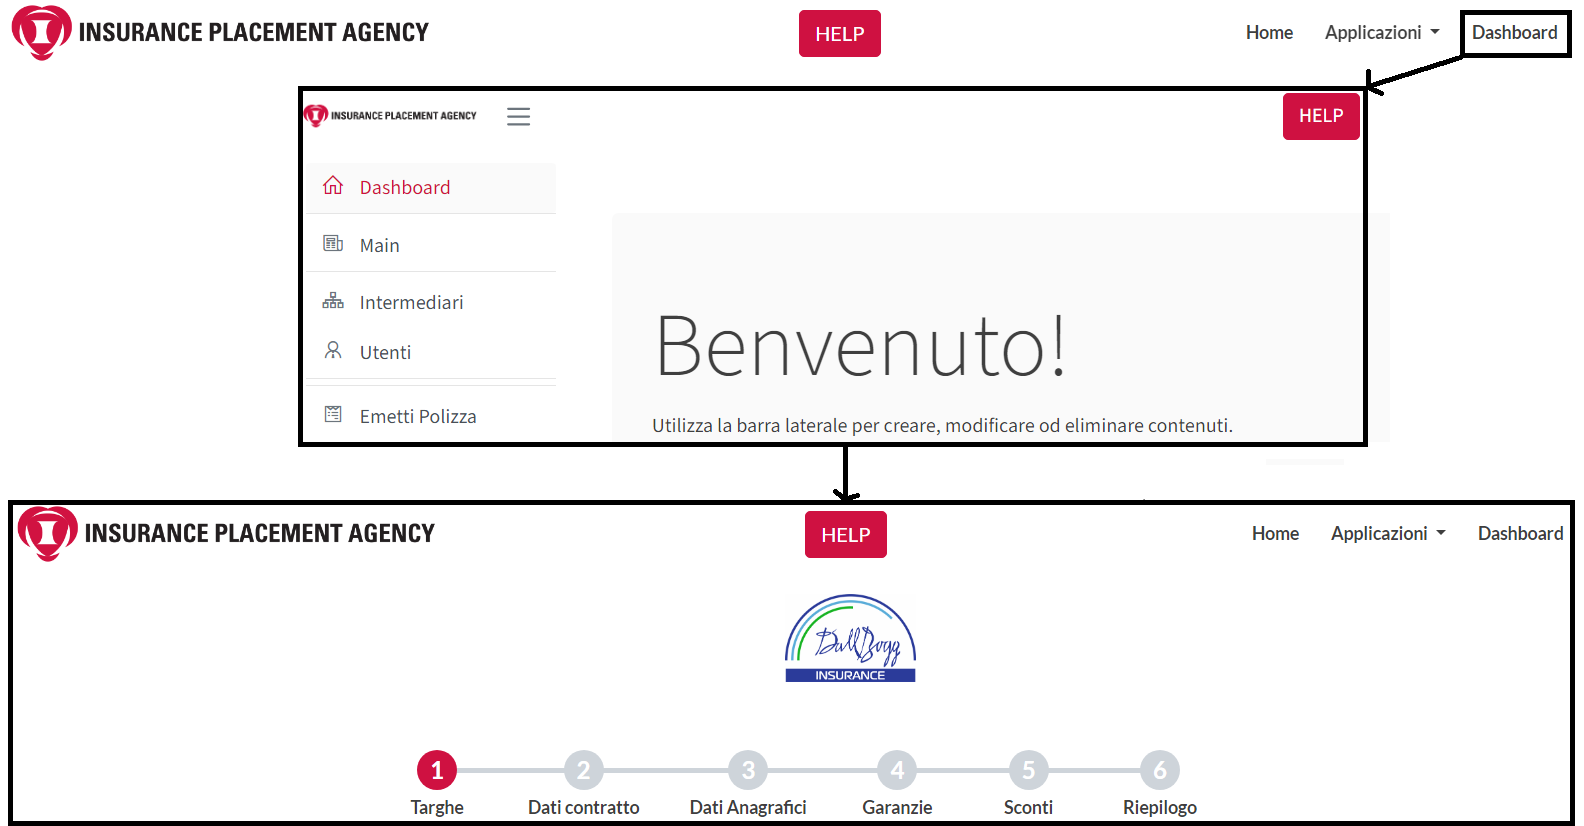 INSURANCE PLACEMENT AGENCY HELP Home Applicazioni Dashboard
INSURANCE PLACEMENT AGENCY HELP
Dashboard
Main
Intermediari
Utenti
Emetti Polizza
Benvenuto!
Utilizza la barra laterale per creare, modificare od eliminare contenuti.
INSURANCE PLACEMENT AGENCY HELP Home Applicazioni Dashboard
INSURANCE
1 2 3 4 5 6
Targhe Dati contratto Dati Anagrafici Garanzie Sconti Riepilogo